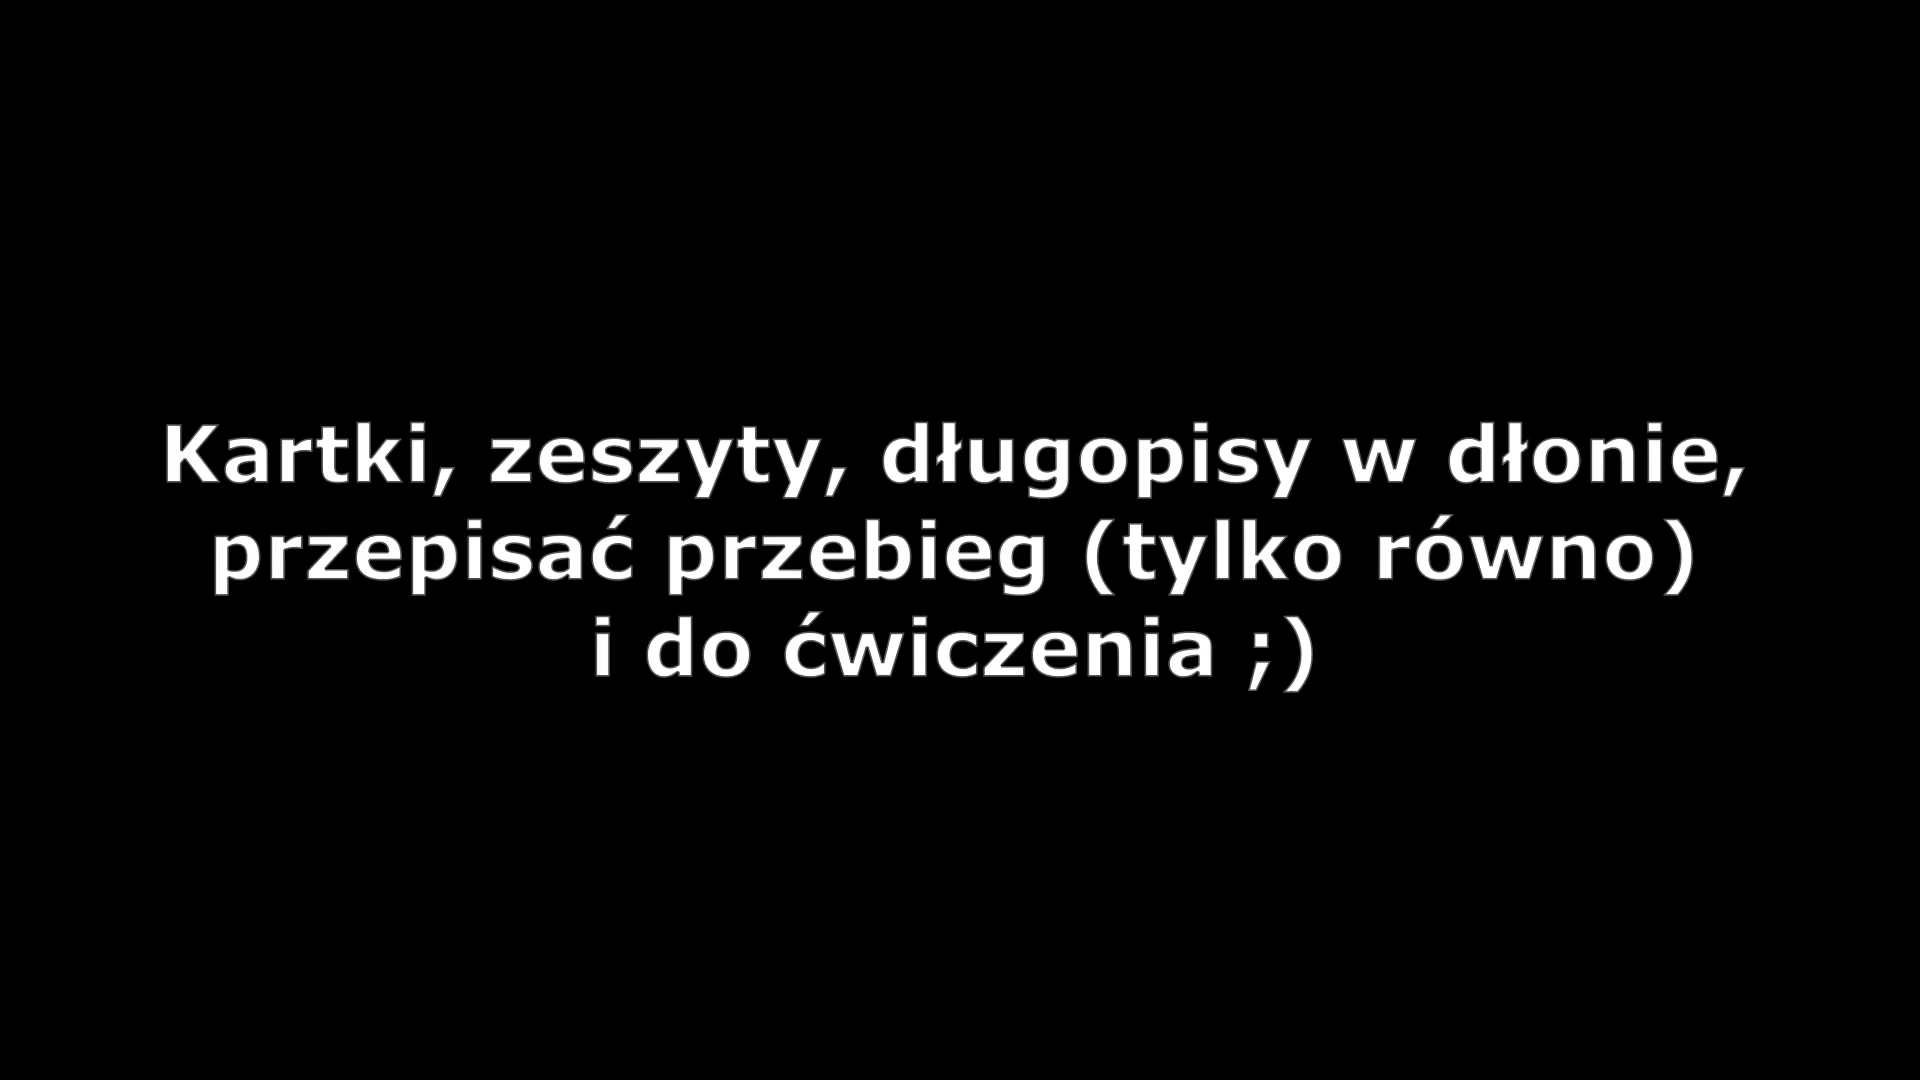 Kartki, zeszyty, długopisy w dłonie,
przepisać przebieg (tylko równo)
i do ćwiczenia ;)